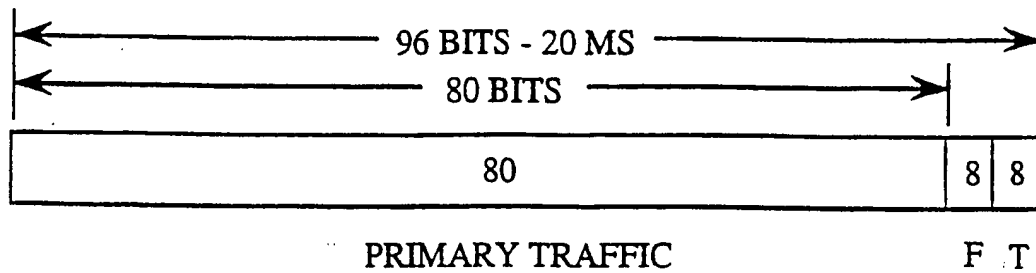 96 BITS - 20 MS
80 BITS
80 8 8
PRIMARY TRAFFIC F T